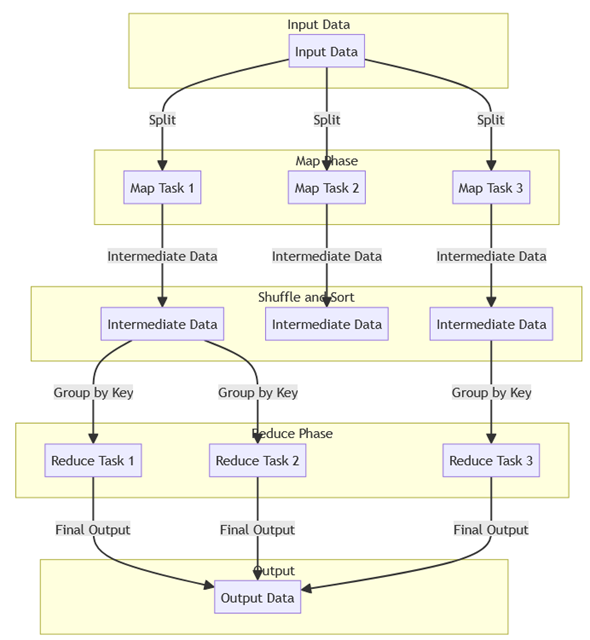 Input Data
Input Data
Split Split Split
Map Phase
Map Task 1 Map Task 2 Map Task 3
Intermediate Data Intermediate Data Intermediate Data
Shuffle and Sort
Intermediate Data Intermediate Data Intermediate Data
Group by Key Group by Key Group by Key
Reduce Phase
Reduce Task 1 Reduce Task 2 Reduce Task 3
Final Output Final Output Final Output
Output
Output Data